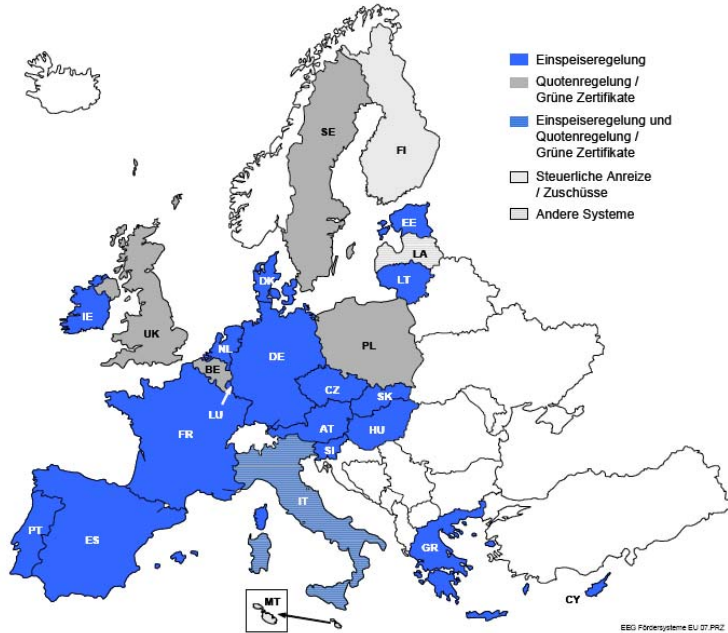 Einspeiseregelung
Quotenregelung /
Grüne Zertifikate
Einspeiseregelung und
Quotenregelung /
Grüne Zertifikate
Steuerliche Anreize
/ Zuschüsse
Andere Systeme
SE
FI
EE
LA
LT
DK
IE
UK
NL
BE
DE
PL
LU
CZ
SK
FR
AT
HU
SI
IT
PT
ES
GR
MT
CY
EEG Fördersysteme EU 07.PRZ